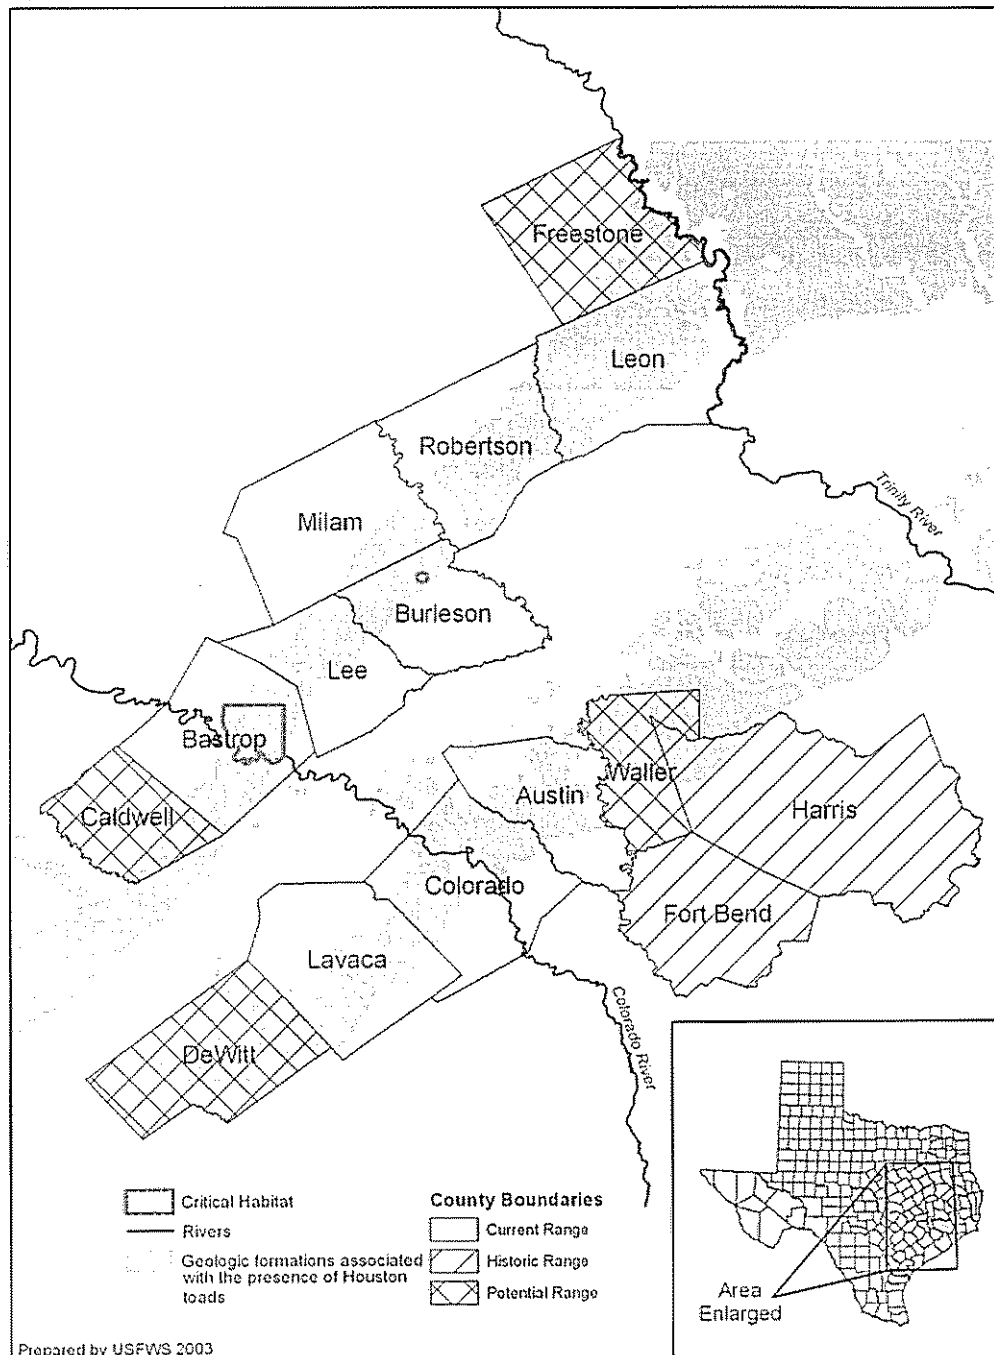 Freestone
Leon
Robertson
Trinity River
Milam
Burleson
Lee
Bastrop
Waller
Austin
Harris
Caldwell
Colorado
Fort Bend
Lavaca
Colorado River
DeWitt
Critical Habitat
Rivers
Geologic formations associated
with the presence of Houston
toads
County Boundaries
Current Range
Historic Range
Potential Range
Area
Enlarged
Prepared by USFWS 2003